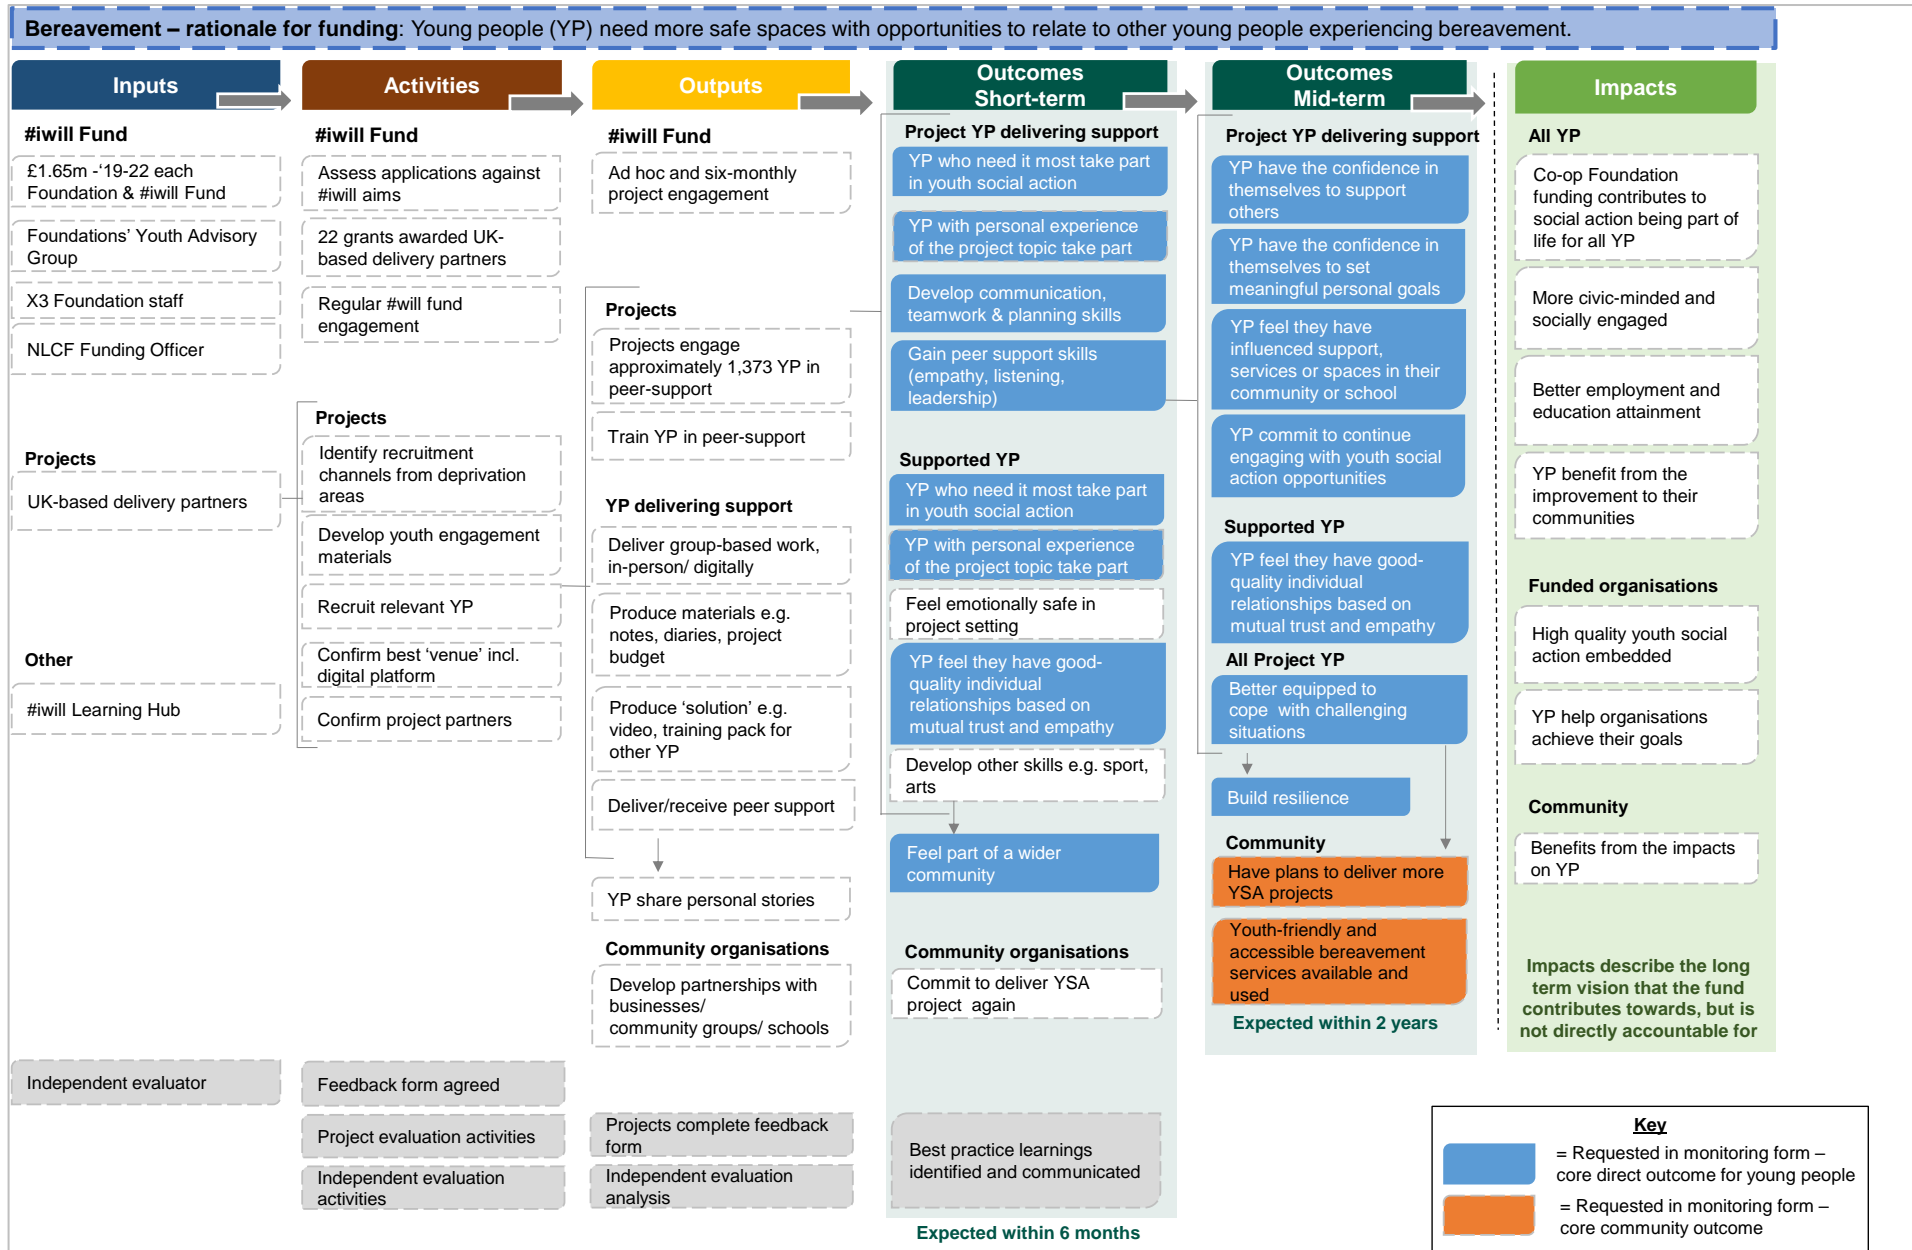 Bereavement – rationale for funding: Young people (YP) need more safe spaces with opportunities to relate to other young people experiencing bereavement.
Inputs
#iwill Fund
£1.65m -'19-22 each
Foundation & #iwill Fund
Foundations' Youth Advisory
Group
X3 Foundation staff
NLCF Funding Officer
Projects
UK-based delivery partners
Other
#iwill Learning Hub
Independent evaluator
Activities
#iwill Fund
Assess applications against
#iwill aims
22 grants awarded UK-
based delivery partners
Regular #will fund
engagement
Projects
Identify recruitment
channels from deprivation
areas
Develop youth engagement
materials
Recruit relevant YP
Confirm best 'venue' incl.
digital platform
Confirm project partners
Feedback form agreed
Project evaluation activities
Independent evaluation
activities
Outputs
#iwill Fund
Ad hoc and six-monthly
project engagement
Projects
Projects engage
approximately 1,373 YP in
peer-support
Train YP in peer-support
YP delivering support
Deliver group-based work,
in-person/ digitally
Produce materials e.g.
notes, diaries, project
budget
Produce 'solution' e.g.
video, training pack for
other YP
Deliver/receive peer support
YP share personal stories
Community organisations
Develop partnerships with
businesses/
community groups/ schools
Projects complete feedback
form
Independent evaluation
analysis
Outcomes
Short-term
Project YP delivering support
YP who need it most take part
in youth social action
YP with personal experience
of the project topic take part
Develop communication,
teamwork & planning skills
Gain peer support skills
(empathy, listening,
leadership)
Supported YP
YP who need it most take part
in youth social action
YP with personal experience
of the project topic take part
Feel emotionally safe in
project setting
YP feel they have good-
quality individual
relationships based on
mutual trust and empathy
Develop other skills e.g. sport,
arts
Feel part of a wider
community
Community organisations
Commit to deliver YSA
project again
Best practice learnings
identified and communicated
Expected within 6 months
Outcomes
Mid-term
Project YP delivering support
YP have the confidence in
themselves to support
others
YP have the confidence in
themselves to set
meaningful personal goals
YP feel they have
influenced support,
services or spaces in their
community or school
YP commit to continue
engaging with youth social
action opportunities
Supported YP
YP feel they have good-
quality individual
relationships based on
mutual trust and empathy
All Project YP
Better equipped to
cope with challenging
situations
Build resilience
Community
Have plans to deliver more
YSA projects
Youth-friendly and
accessible bereavement
services available and
used
Expected within 2 years
Impacts
All YP
Co-op Foundation
funding contributes to
social action being part of
life for all YP
More civic-minded and
socially engaged
Better employment and
education attainment
YP benefit from the
improvement to their
communities
Funded organisations
High quality youth social
action embedded
YP help organisations
achieve their goals
Community
Benefits from the impacts
on YP
Impacts describe the long
term vision that the fund
contributes towards, but is
not directly accountable for
Key
= Requested in monitoring form –
core direct outcome for young people
= Requested in monitoring form –
core community outcome